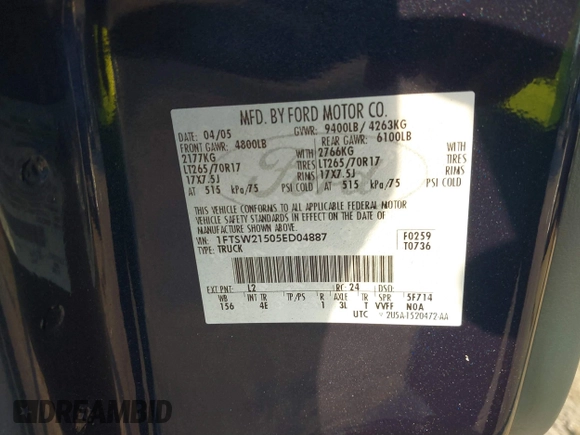 MFD. BY FORD MOTOR CO.
DATE: 04/05 GVWR: 9400LB/ 4263KG
FRONT GAWR: 4800LB REAR GAWR: 6100LB
2177KG WITH 2766KG WITH
LT265/70R17 TIRES LT265/70R17 TIRES
17X7.5J RIMS 17X7.5J RIMS
AT 515 kPa/75 PSI COLD AT 515 kPa/75 PSI COLD
THIS VEHICLE CONFORMS TO ALL APPLICABLE FEDERAL MOTOR
VEHICLE SAFETY STANDARDS IN EFFECT ON THE DATE OF
MANUFACTURE SHOWN ABOVE.
VIN: 1FTSW21505ED04887 F0259
TYPE: TRUCK T0736
EXT PNT: L2 RC: 24 DSO:
WB INT TR TP/PS R AXLE TR SPR 5F714
156 4E 1 3L T VVFF N0A
UTC
Ford
DREAMBID